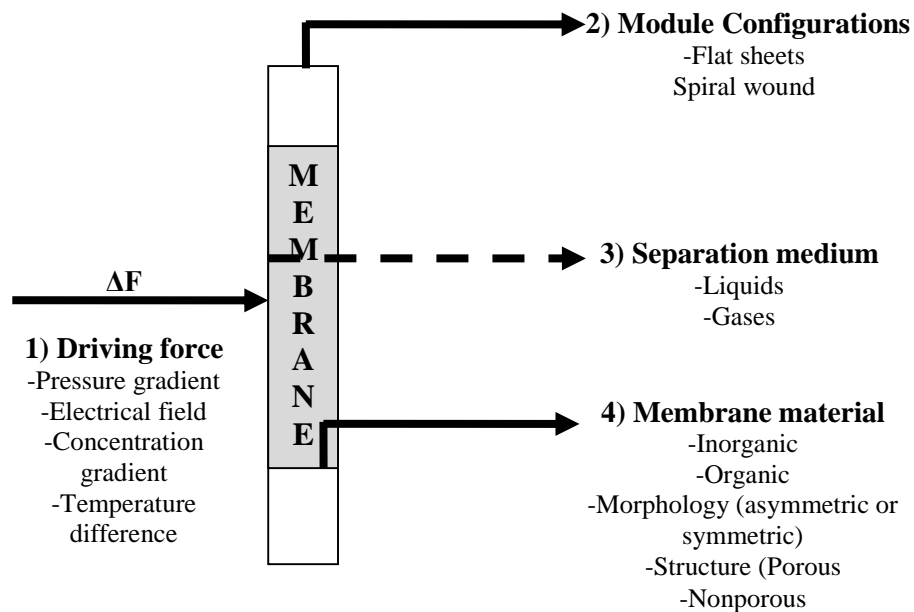 2) Module Configurations
-Flat sheets
Spiral wound
MEMBRANE
3) Separation medium
-Liquids
-Gases
ΔF
1) Driving force
-Pressure gradient
-Electrical field
-Concentration
gradient
-Temperature
difference
4) Membrane material
-Inorganic
-Organic
-Morphology (asymmetric or
symmetric)
-Structure (Porous
-Nonporous